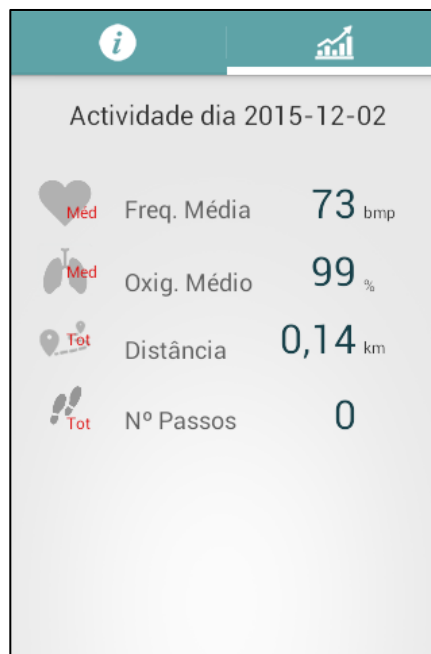 Actividade dia 2015-12-02
Méd Freq. Média 73 bmp
Med Oxig. Médio 99 %
Tot Distância 0,14 km
Tot Nº Passos 0